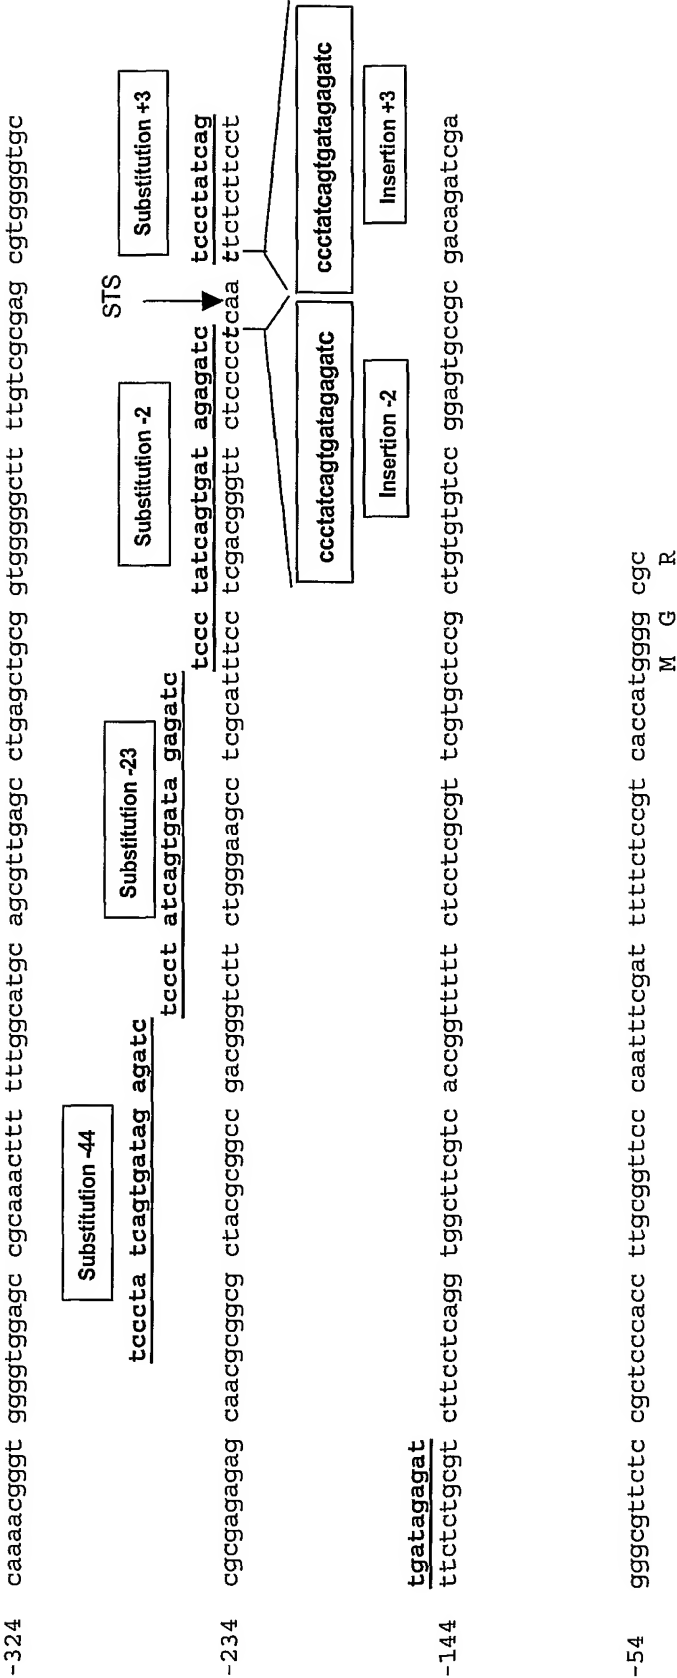 -324 caaaacgggt ggggtggagc cgcaaacttt tttggcatgc agcgttgagc ctgagctgcg gtgggggctt ttgtcgcgag cgtggggtgc
Substitution -44
Substitution -23
Substitution -2
STS
Substitution +3
tcccta tcagtgatag agatc
tccct atcagtgata gagatc
tccc tatcagtgat agagatc
tccctatcag
-234 cgcgagagag caacgcggcg ctacgcggcc gacgggtctt ctgggaagcc tcgcatttcc tcgacgggtt ctcccctcaa ttctcttcct
ccctatcagtgatagagatc
ccctatcagtgatagagatc
Insertion -2
Insertion +3
tgatagagat
-144 ttctctgcgt cttcctcagg tggcttcgtc accggttttt ctcctcgcgt tcgtgctccg ctgtgtgtcc ggagtgccgc gacagatcga
-54 gggcgttctc cgctcccacc ttgcggttcc caatttcgat ttttctccgt caccatgggg cgc
M G R